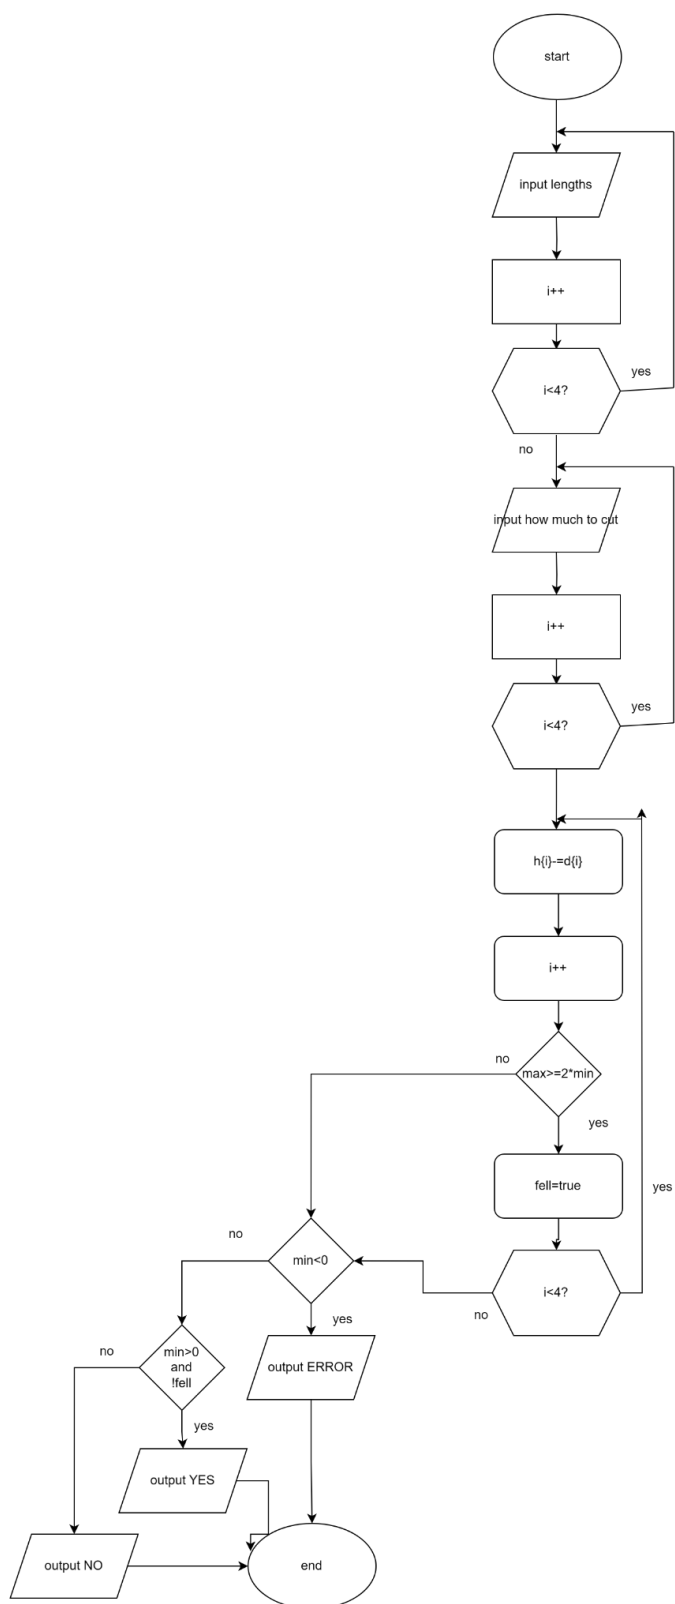 start
input lengths
i++
i<4?
yes
no
input how much to cut
i++
i<4?
yes
h{i}-=d{i}
i++
no
max>=2*min
yes
fell=true
yes
i<4?
no
no
min<0
yes
output ERROR
no
min>0
and
!fell
yes
output YES
output NO
end